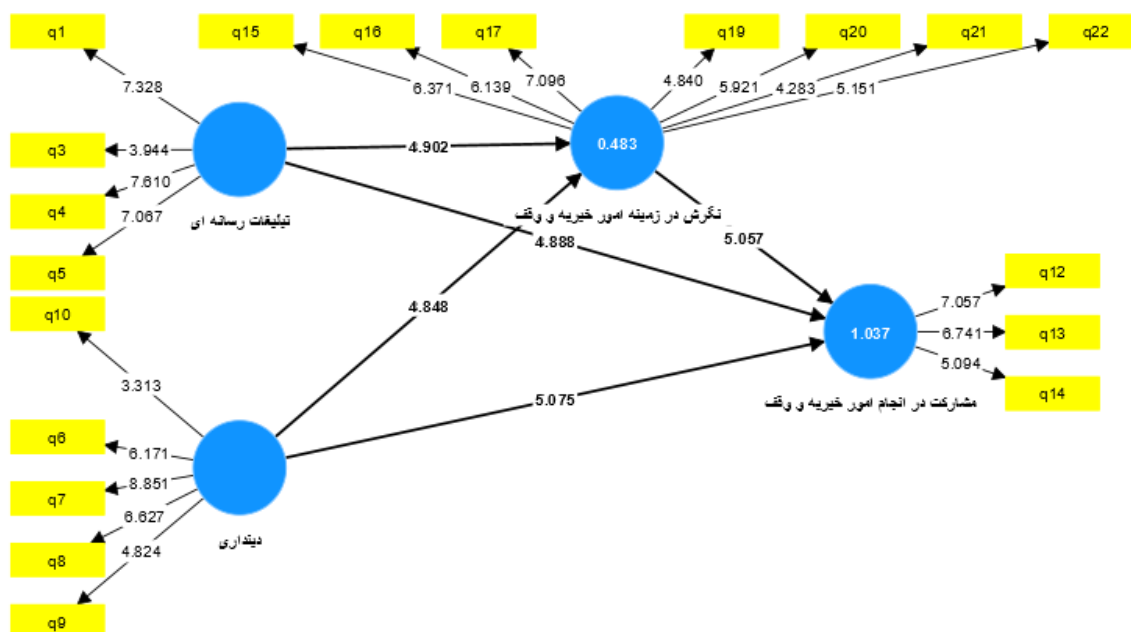 q1
q15
q16
q17
q19
q20
q21
q22
7.328
6.371
6.139
7.096
4.840
5.921
4.283
5.151
q3
3.944
4.902
0.483
q4
7.610
7.067
تبلیغات رسانه ای
نگرش در زمینه امور خیریه و وقف
4.888
5.057
q5
q10
4.848
q12
7.057
1.037
6.741
q13
5.094
q14
3.313
5.075
مشارکت در انجام امور خیریه و وقف
q6
6.171
q7
8.851
6.627
4.824
دینداری
q8
q9